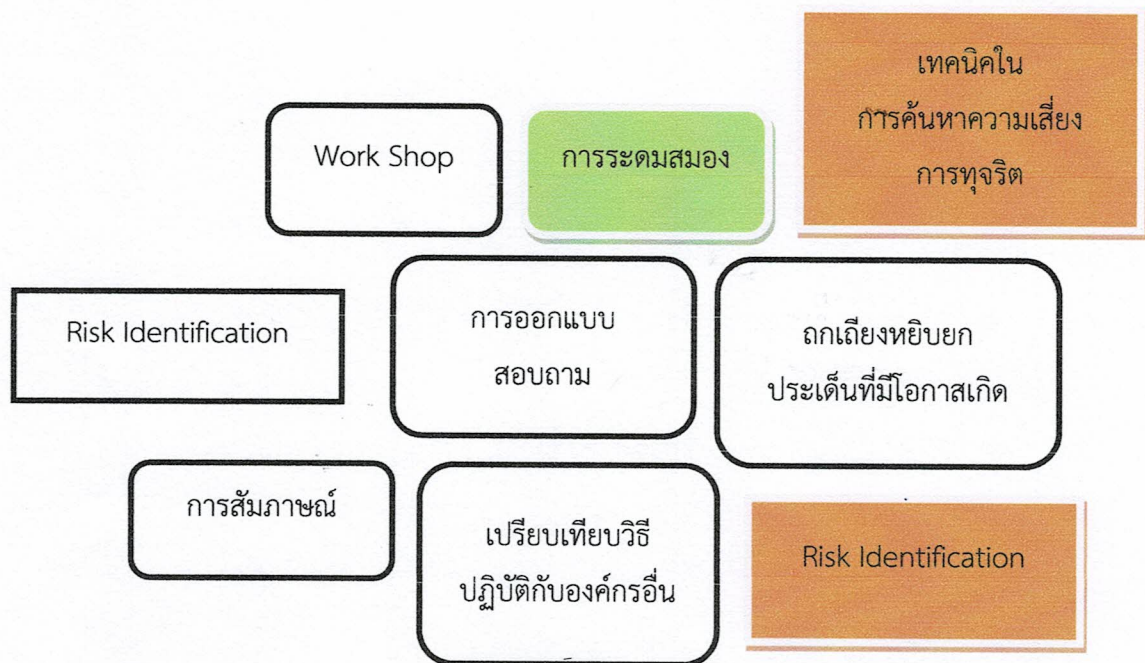 เทคนิคใน
การค้นหาความเสี่ยง
การทุจริต
Work Shop
การระดมสมอง
Risk Identification
การออกแบบ
สอบถาม
ถกเถียงหยิบยก
ประเด็นที่มีโอกาสเกิด
การสัมภาษณ์
เปรียบเทียบวิธี
ปฏิบัติกับองค์กรอื่น
Risk Identification